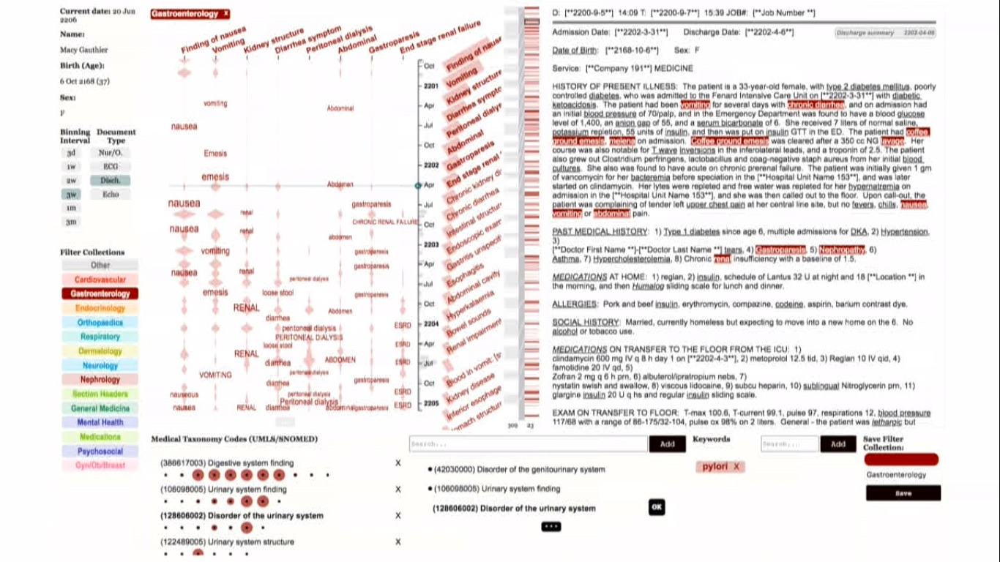 Current date: 20 Jun
2206
Name:
Macy Gauthier
Birth (Age):
6 Oct 2168 (37)
Sex:
F
Binning
Interval
Document
Type
3d
Nur/O.
1w
ECG
2w
Disch.
3w
Echo
1m
3m
Filter Collections
Other
Cardiovascular
Gastroenterology
Endocrinology
Orthopaedics
Respiratory
Dermatology
Neurology
Nephrology
Section Headers
General Medicine
Mental Health
Medications
Psychosocial
Gyn/Ob/Breast
Gastroenterology x
Finding of nausea
Vomiting
Kidney structure
Diarrhea symptom
Peritoneal dialysis
Abdominal
Gastroparesis
End stage renal failure
vomiting
Abdominal
nausea
Emesis
emesis
Abdomen
nausea
gastroparesis
renal
CHRONIC RENAL FAILURE
nausea
renal
abdomen
vomiting
gastroparesis
gastroparesis
nausea
renal
peritoneal dialysis
emesis
loose stool
gastroparesis
RENAL
Abdomen
diarrhea
ESRD
peritoneal dialysis
PERITONEAL DIALYSIS
loose stool
ESRD
RENAL
diarrhea
ABDOMEN
ESRD
peritoneal dialysis
VOMITING
diarrhea
gastroparesis
nauseous
peritoneal dialysis
ESRD
Peritoneal dialysis
nausea
RENAL
diarrhea
Abdominal
gastroparesis
ESRD
Oct
2201
Apr
Jul
Oct
2202
Apr
Jul
Oct
2203
Apr
Jul
Oct
2204
Apr
Jul
Oct
2205
Finding of nause
Vomiting
Kidney structure
Diarrhea sympto
Peritoneal dialy
Abdominal
Gastroparesis
End stage renal
Chronic kidney di
Chronic diarrhea
Intestinal structur
Endoscopic exam
Gastritis unspecif
Esophagitis
Abdominal cavity
Hyperkalaemia
Bowel sounds
Renal impairment
Blood in vomit:
Kidney disease
Inferior esophage
omach structur
309
23
D: [**2200-9-5**] 14:09 T: [**2200-9-7**] 15:39 JOB#: [**Job Number **]
Admission Date: [**2202-3-31**] Discharge Date: [**2202-4-6**]
Discharge summary 2202-04-06
Date of Birth: [**2168-10-6**] Sex: F
Service: [**Company 191**] MEDICINE
HISTORY OF PRESENT ILLNESS: The patient is a 33-year-old female, with type 2 diabetes mellitus, poorly
controlled diabetes, who was admitted to the Fenard Intensive Care Unit on [**2202-3-31**] with diabetic
ketoacidosis. The patient had been vomiting for several days with chronic diarrhea, and on admission had
an initial blood pressure of 70/palp, and in the Emergency Department was found to have a blood glucose
level of 1,400, an anion gap of 55, and a serum bicarbonate of 6. She received 7 liters of normal saline,
potassium repletion, 55 units of insulin, and then was put on insulin GTT in the ED. The patient had coffee
ground emesis, melena on admission. Coffee ground emesis was cleared after a 350 cc NG lavage. Her
course was also notable for T wave inversions in the inferolateral leads, and a troponin of 2.5. The patient
also grew out Clostridium perfringens, lactobacillus and coag-negative staph aureus from her initial blood
cultures. She also was found to have acute on chronic prerenal failure. The patient was initially given 1 gm
of vancomycin for her bacteremia before speciation in the [**Hospital Unit Name 153**], and was later
started on clindamycin. Her lytes were repleted and free water was repleted for her hypernatremia on
admission in the [**Hospital Unit Name 153**], and she was then called out to the floor. Upon call-out, the
patient was complaining of tender left upper chest pain at her central line site, but no fevers, chills, nausea,
vomiting or abdominal pain.
PAST MEDICAL HISTORY: 1) Type 1 diabetes since age 6, multiple admissions for DKA, 2) Hypertension,
3)
[**Doctor First Name **]-[**Doctor Last Name **] tears, 4) Gastroparesis, 5) Nephropathy, 6)
Asthma, 7) Hypercholesterolemia, 8) Chronic renal insufficiency with a baseline of 1.5.
MEDICATIONS AT HOME: 1) reglan, 2) insulin, schedule of Lantus 32 U at night and 18 [**Location **] in
the morning, and then Humalog sliding scale for lunch and dinner.
ALLERGIES: Pork and beef insulin, erythromycin, compazine, codeine, aspirin, barium contrast dye.
SOCIAL HISTORY: Married, currently homeless but expecting to move into a new home on the 6. No
alcohol or tobacco use.
MEDICATIONS ON TRANSFER TO THE FLOOR FROM THE ICU: 1)
clindamycin 600 mg IV q 8 h day 1 on [**2202-4-3**], 2) metoprolol 12.5 tid, 3) Reglan 10 IV qid, 4)
famotidine 20 IV qd, 5)
Zofran 2 mg q 6 h prn, 6) albuterol/ipratropium nebs, 7)
nystatin swish and swallow, 8) viscous lidocaine, 9) subcu heparin, 10) sublingual Nitroglycerin prn, 11)
glargine insulin 20 U q hs and regular insulin sliding scale.
EXAM ON TRANSFER TO FLOOR: T-max 100.6, T-current 99.1, pulse 97, respirations 12, blood pressure
117/68 with a range of 86-175/32-104, pulse ox 98% on 2 liters. General - the patient was lethargic but
Medical Taxonomy Codes (UMLS/SNOMED)
Search...
Add
Keywords
Search...
Add
Save Filter
Collection:
(386617003) Digestive system finding X
(106098005) Urinary system finding X
(128606002) Disorder of the urinary system X
(122489005) Urinary system structure X
(42030000) Disorder of the genitourinary system
(106098005) Urinary system finding
(128606002) Disorder of the urinary system
OK
pylori X
Gastroenterology
Save